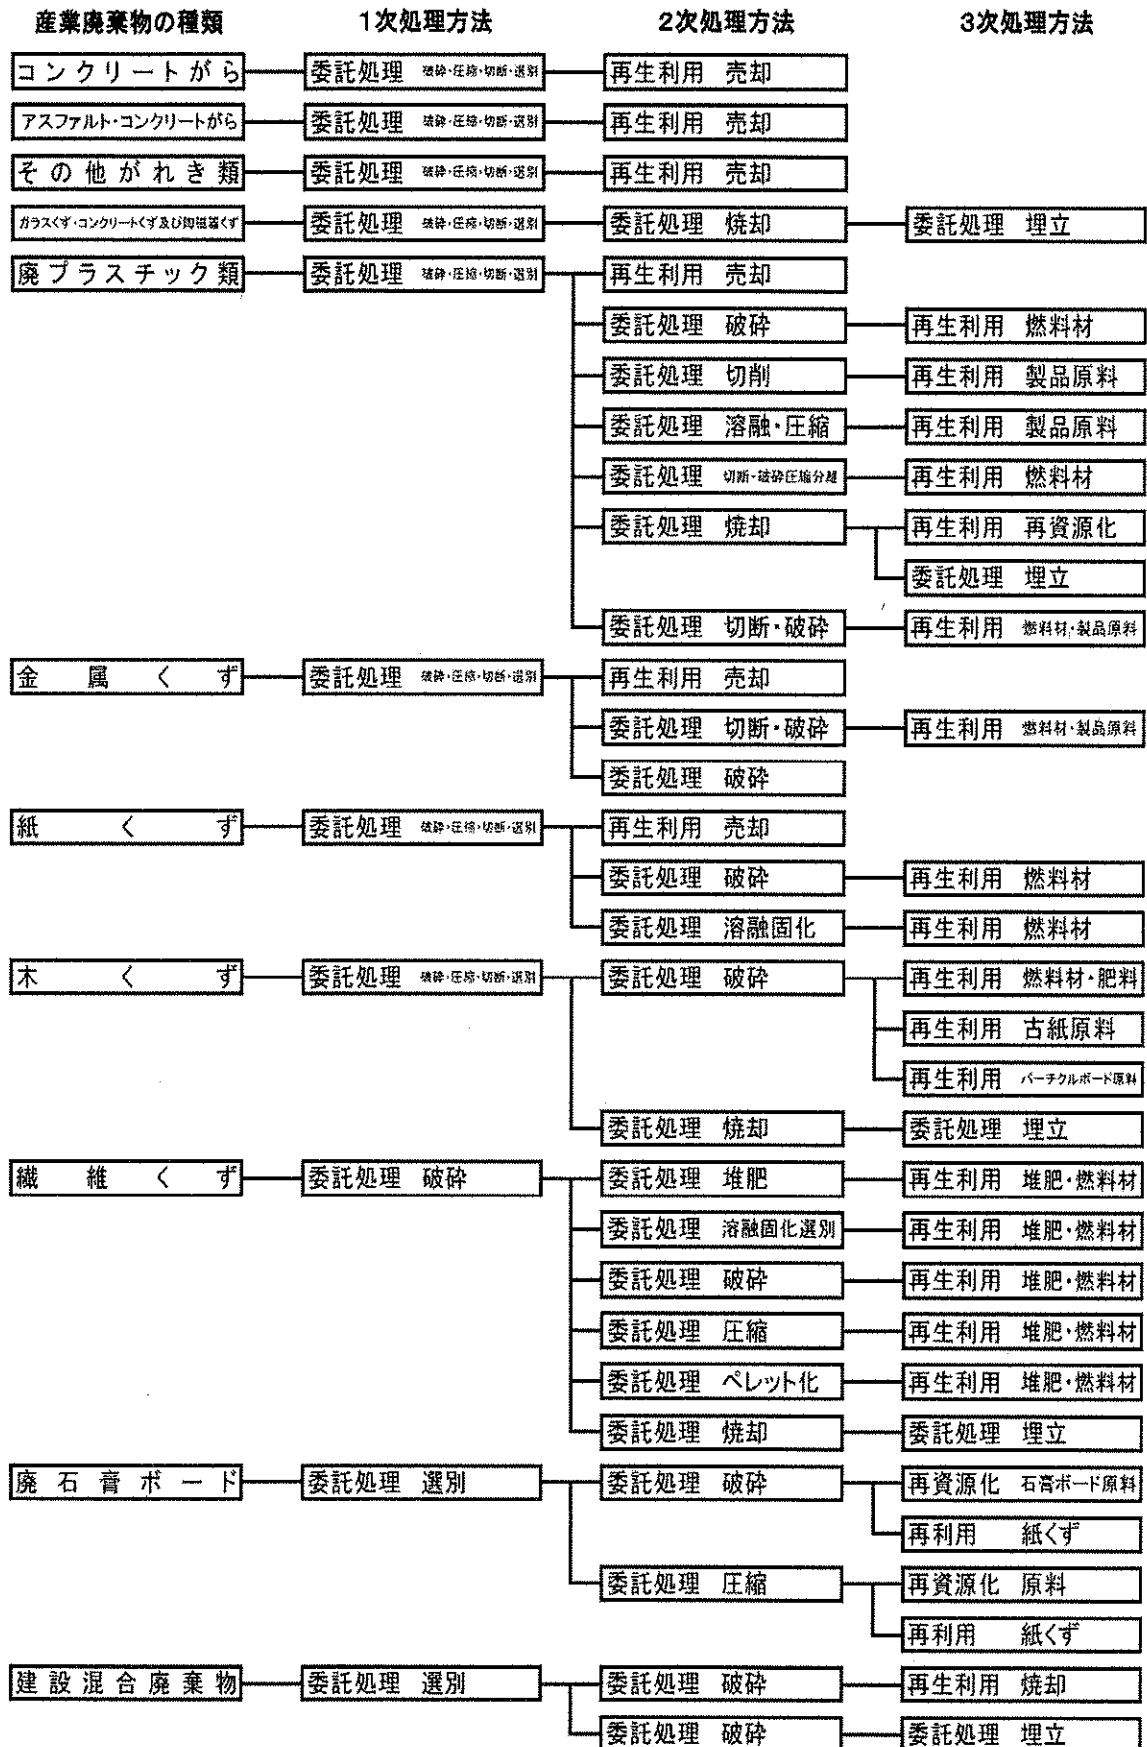 産業廃棄物の種類 1次処理方法 2次処理方法 3次処理方法
コンクリートがら 委託処理 破砕・圧縮・切断・選別 再生利用 売却
アスファルト・コンクリートがら 委託処理 破砕・圧縮・切断・選別 再生利用 売却
その他がれき類 委託処理 破砕・圧縮・切断・選別 再生利用 売却
ガラスくず・コンクリートくず及び陶磁器くず 委託処理 破砕・圧縮・切断・選別 委託処理 焼却 委託処理 埋立
廃プラスチック類 委託処理 破砕・圧縮・切断・選別 再生利用 売却
委託処理 破砕 再生利用 燃料材
委託処理 切削 再生利用 製品原料
委託処理 溶融・圧縮 再生利用 製品原料
委託処理 切断・破砕圧縮分離 再生利用 燃料材
委託処理 焼却 再生利用 再資源化
委託処理 埋立
委託処理 切断・破砕 再生利用 燃料材・製品原料
金属くず 委託処理 破砕・圧縮・切断・選別 再生利用 売却
委託処理 切断・破砕 再生利用 燃料材・製品原料
委託処理 破砕
紙くず 委託処理 破砕・圧縮・切断・選別 再生利用 売却
委託処理 破砕 再生利用 燃料材
委託処理 溶融固化 再生利用 燃料材
木くず 委託処理 破砕・圧縮・切断・選別 委託処理 破砕 再生利用 燃料材・肥料
再生利用 古紙原料
再生利用 パーチクルボード原料
委託処理 焼却 委託処理 埋立
繊維くず 委託処理 破砕 委託処理 堆肥 再生利用 堆肥・燃料材
委託処理 溶融固化選別 再生利用 堆肥・燃料材
委託処理 破砕 再生利用 堆肥・燃料材
委託処理 圧縮 再生利用 堆肥・燃料材
委託処理 ペレット化 再生利用 堆肥・燃料材
委託処理 焼却 委託処理 埋立
廃石膏ボード 委託処理 選別 委託処理 破砕 再資源化 石膏ボード原料
再利用 紙くず
委託処理 圧縮 再資源化 原料
再利用 紙くず
建設混合廃棄物 委託処理 選別 委託処理 破砕 再生利用 焼却
委託処理 破砕 委託処理 埋立